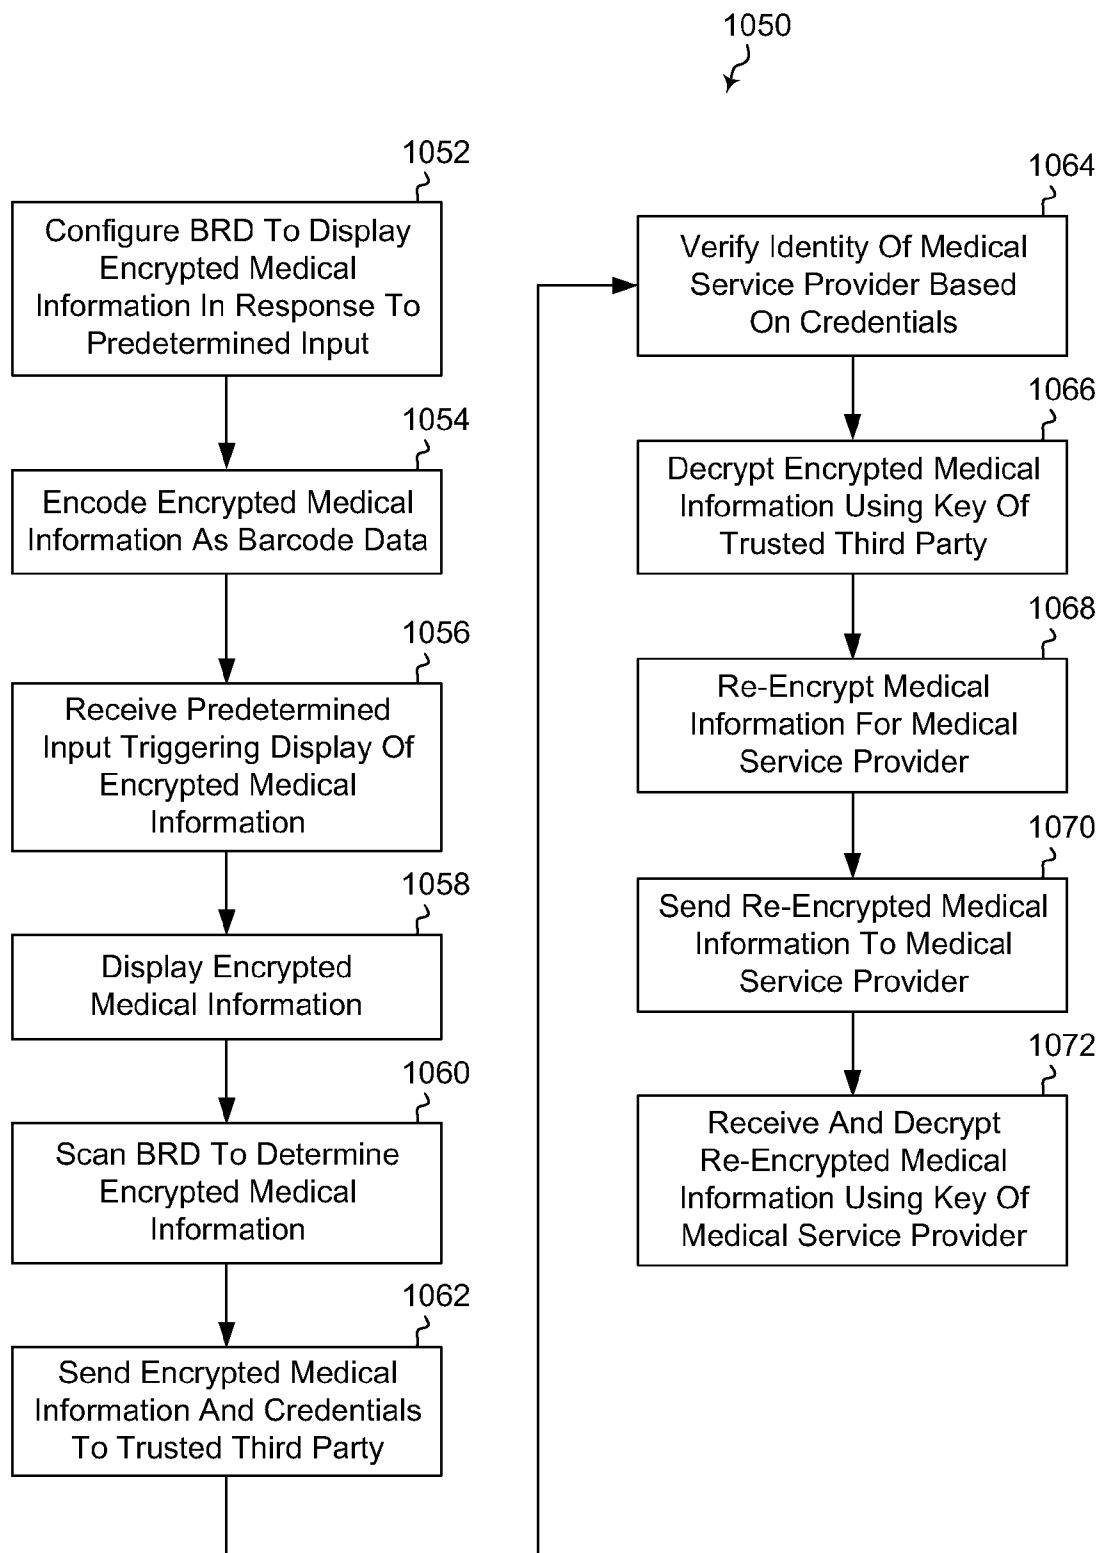 1050
1052
Configure BRD To Display
Encrypted Medical
Information In Response To
Predetermined Input
1054
Encode Encrypted Medical
Information As Barcode Data
1056
Receive Predetermined
Input Triggering Display Of
Encrypted Medical
Information
1058
Display Encrypted
Medical Information
1060
Scan BRD To Determine
Encrypted Medical
Information
1062
Send Encrypted Medical
Information And Credentials
To Trusted Third Party
1064
Verify Identity Of Medical
Service Provider Based
On Credentials
1066
Decrypt Encrypted Medical
Information Using Key Of
Trusted Third Party
1068
Re-Encrypt Medical
Information For Medical
Service Provider
1070
Send Re-Encrypted Medical
Information To Medical
Service Provider
1072
Receive And Decrypt
Re-Encrypted Medical
Information Using Key Of
Medical Service Provider